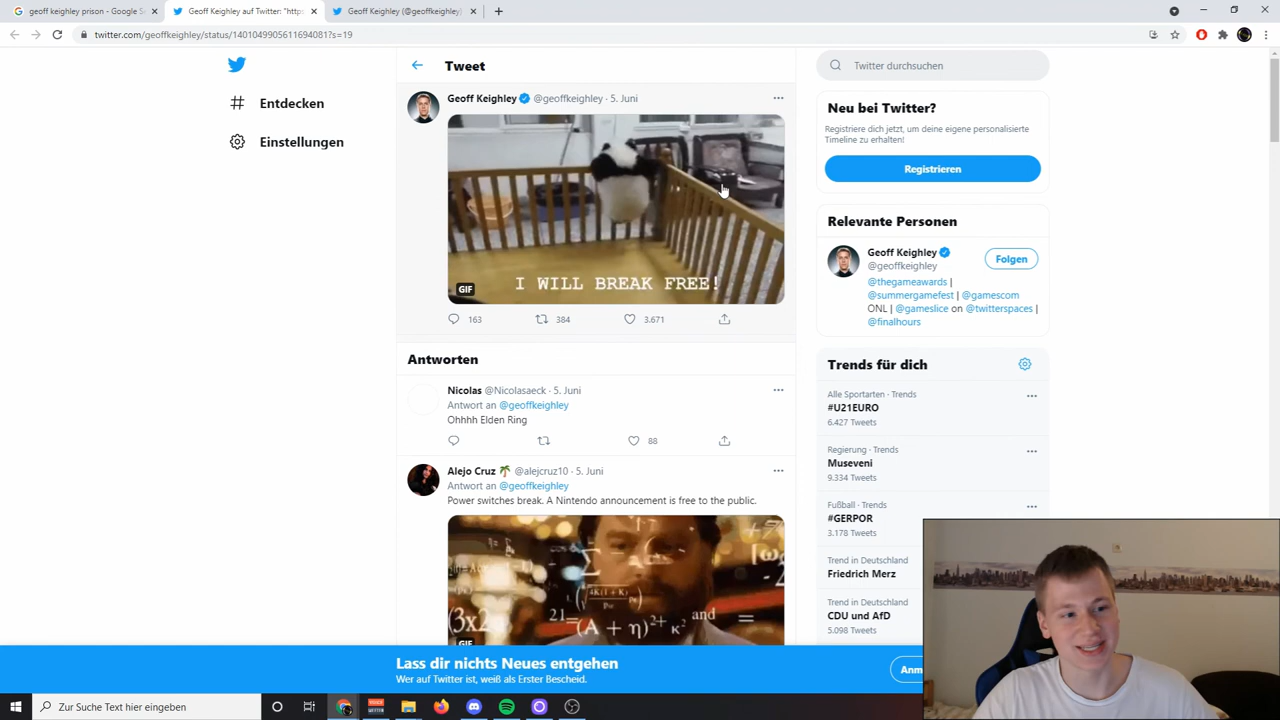 geoff keighley prison - Google S
Geoff Keighley auf Twitter: "https
Geoff Keighley (@geoffkeighley)
twitter.com/geoffkeighley/status/1401049905611694081?s=19
Entdecken
Einstellungen
Tweet
Geoff Keighley @geoffkeighley · 5. Juni
I WILL BREAK FREE!
GIF
163 384 3.671
Antworten
Nicolas @Nicolasaeck · 5. Juni
Antwort an @geoffkeighley
Ohhhh Elden Ring
88
Alejo Cruz @alejcruz10 · 5. Juni
Antwort an @geoffkeighley
Power switches break. A Nintendo announcement is free to the public.
and
GIF
Twitter durchsuchen
Neu bei Twitter?
Registriere dich jetzt, um deine eigene personalisierte
Timeline zu erhalten!
Registrieren
Relevante Personen
Geoff Keighley
@geoffkeighley
Folgen
@thegameawards |
@summergamefest | @gamescom
ONL | @gameslice on @twitterspaces |
@finalhours
Trends für dich
Alle Sportarten · Trends
#U21EURO
6.427 Tweets
Regierung · Trends
Museveni
9.334 Tweets
Fußball · Trends
#GERPOR
3.178 Tweets
Trend in Deutschland
Friedrich Merz
Trend in Deutschland
CDU und AfD
5.098 Tweets
Lass dir nichts Neues entgehen
Wer auf Twitter ist, weiß als Erster Bescheid.
Anm
Zur Suche Text hier eingeben